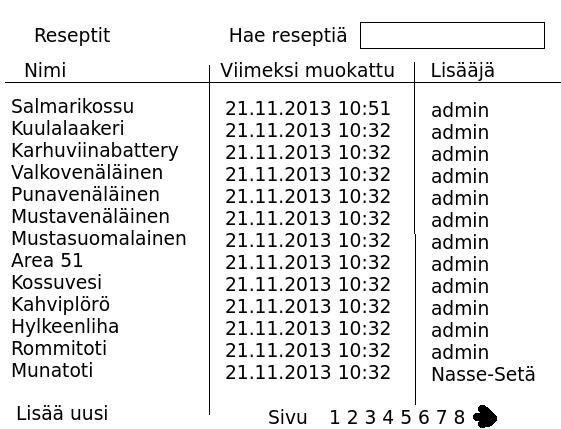 Reseptit Hae reseptiä
Nimi Viimeksi muokattu Lisääjä
Salmarikossu 21.11.2013 10:51 admin
Kuulalaakeri 21.11.2013 10:32 admin
Karhuviinabattery 21.11.2013 10:32 admin
Valkovenäläinen 21.11.2013 10:32 admin
Punavenäläinen 21.11.2013 10:32 admin
Mustavenäläinen 21.11.2013 10:32 admin
Mustasuomalainen 21.11.2013 10:32 admin
Area 51 21.11.2013 10:32 admin
Kossuvesi 21.11.2013 10:32 admin
Kahviplörö 21.11.2013 10:32 admin
Hylkeenliha 21.11.2013 10:32 admin
Rommitoti 21.11.2013 10:32 admin
Munatoti 21.11.2013 10:32 Nasse-Setä
Lisää uusi Sivu 1 2 3 4 5 6 7 8